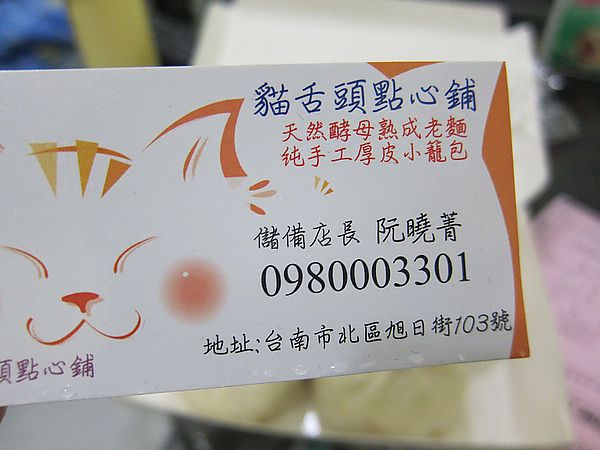 貓舌頭點心鋪
天然酵母熟成老麵
純手工厚皮小籠包
儲備店長 阮曉菁
0980003301
地址:台南市北區旭日街103號
頭點心鋪